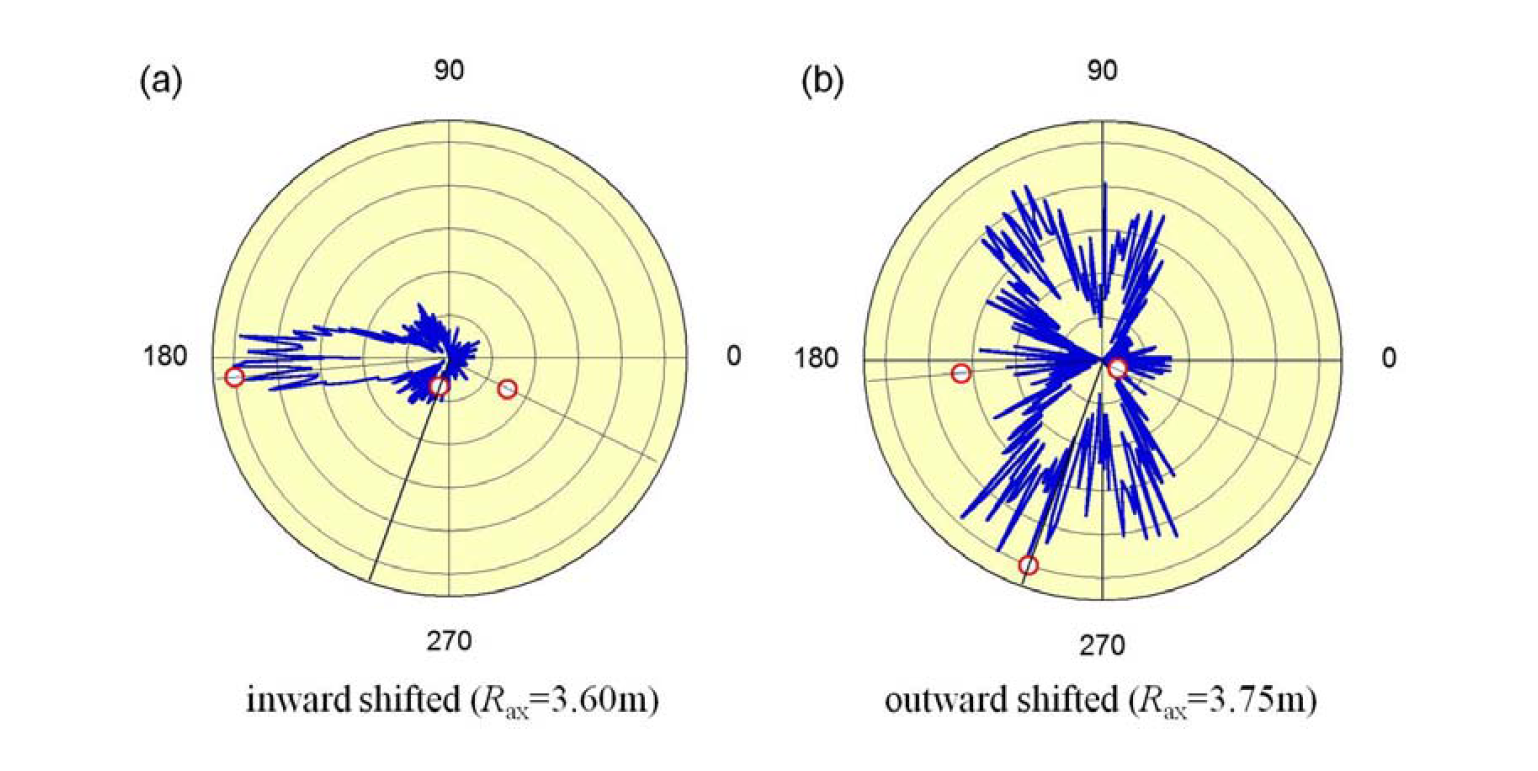 (a)
90
180
0
270
inward shifted (Rax=3.60m)
(b)
90
180
0
270
outward shifted (Rax=3.75m)